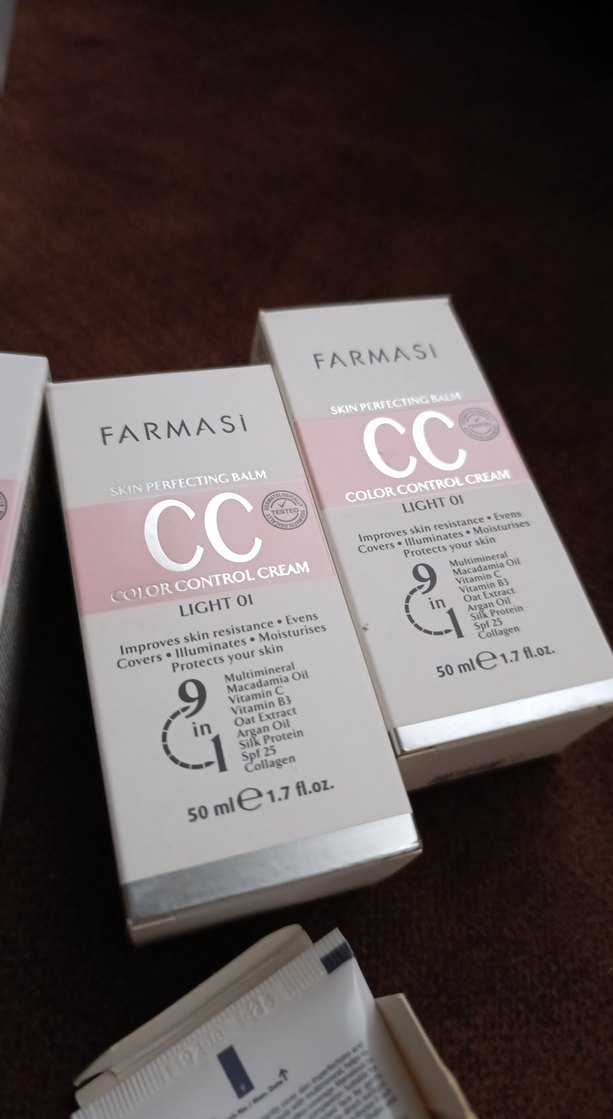 FARMASi
SKIN PERFECTING BALM
CC
DERMATOLOGICALLY
TESTED
COLOR CONTROL CREAM
LIGHT 01
Improves skin resistance • Evens
Covers • Illuminates • Moisturises
Protects your skin
9 in 1
Multimineral
Macadamia Oil
Vitamin C
Vitamin B3
Oat Extract
Argan Oil
Silk Protein
Spf 25
Collagen
50 ml e 1.7 fl.oz.
FARMASi
SKIN PERFECTING BALM
CC
TESTED
COLOR CONTROL CREAM
LIGHT 01
Improves skin resistance • Evens
Covers • Illuminates • Moisturises
Protects your skin
9 in 1
Multimineral
Macadamia Oil
Vitamin C
Vitamin B3
Oat Extract
Argan Oil
Silk Protein
Spf 25
Collagen
50 ml e 1.7 fl.oz.